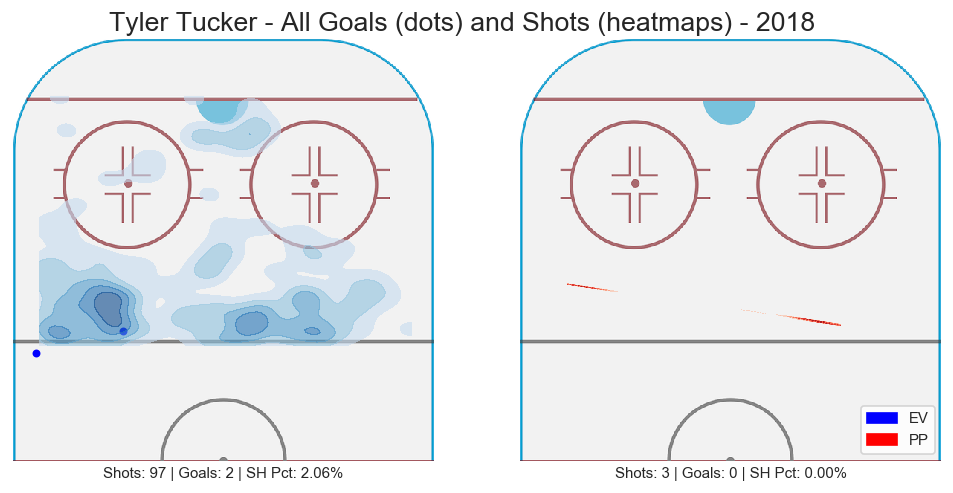 Tyler Tucker - All Goals (dots) and Shots (heatmaps) - 2018
EV
PP
Shots: 97 | Goals: 2 | SH Pct: 2.06%
Shots: 3 | Goals: 0 | SH Pct: 0.00%